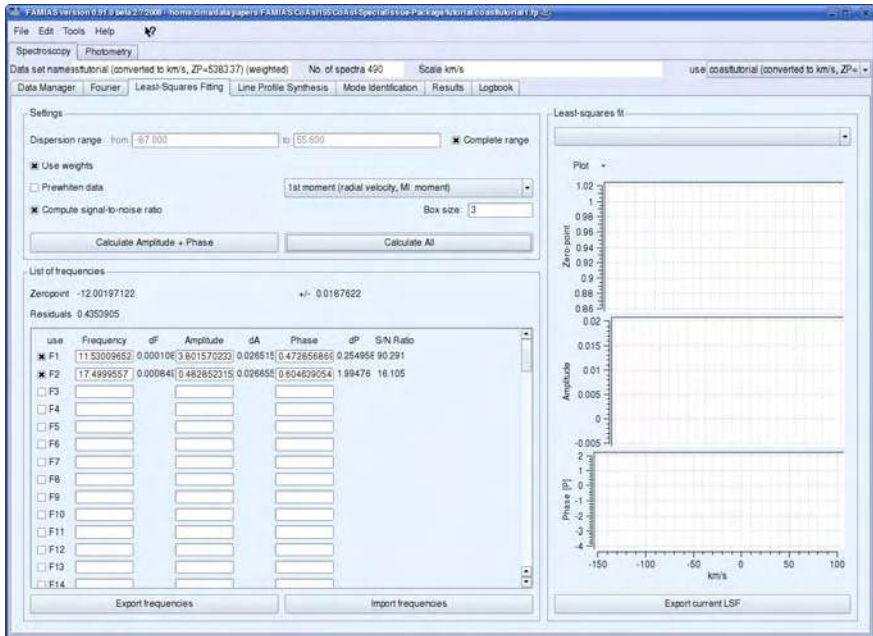 FAMIAS version 0.91.0 beta 2.7.2008 - home/zima/data/papers/FAMIAS/CoAst/155CoAst-SpecialIssue-Package/tutorial.coasttutorial1.fp
File Edit Tools Help
Spectroscopy Photometry
Data set name sstutorial (converted to km/s, ZP=538337) (weighted) No. of spectra 490 Scale km/s use coasttutorial (converted to km/s, ZP=
Data Manager Fourier Least-Squares Fitting Line Profile Synthesis Mode Identification Results Logbook
Settings
Dispersion range from -87.000 to 55.600 Complete range
Use weights
Prewhiten data 1st moment (radial velocity, MI. moment)
Compute signal-to-noise ratio Box size: 3
Calculate Amplitude + Phase Calculate All
List of frequencies
Zeropoint -12.00197122 +/- 0.0187622
Residuals 0.4353905
use Frequency dF Amplitude dA Phase dP S/N Ratio
F1 11.53009652 0.000108 3.801570233 0.026515 0.472856869 0.254958 90.291
F2 17.4999557 0.000848 0.482852315 0.026655 0.604639054 1.99476 16.105
F3
F4
F5
F6
F7
F8
F9
F10
F11
F12
F13
F14
Export frequencies Import frequencies
Least-squares fit
Plot
Zero-point
1.02
1
0.98
0.96
0.94
0.92
0.9
0.88
0.86
Amplitude
0.02
0.015
0.01
0.005
0
-0.005
Phase [P]
2
1
0
-1
-2
-3
-4
-150 -100 -50 0 50 100
km/s
Export current LSF